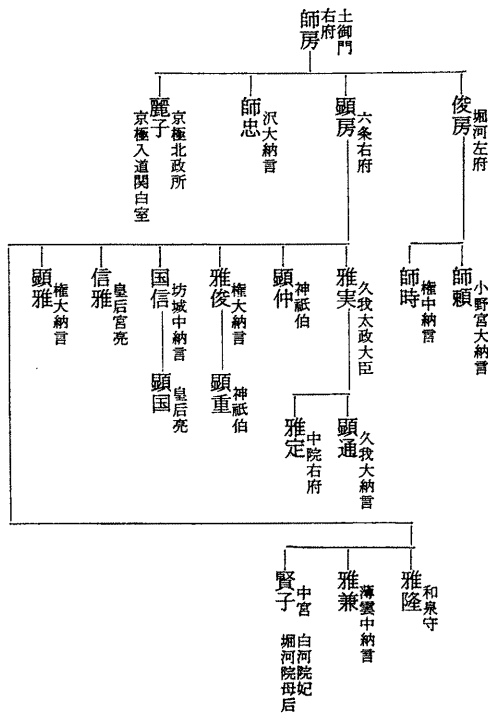 師房
土御門
右府
俊房
堀河左府
顕房
六条右府
師忠
沢大納言
麗子
京極北政所
京極入道関白室
師頼
小野宮大納言
師時
権中納言
雅実
久我太政大臣
顕仲
神祇伯
雅俊
権大納言
国信
坊城中納言
信雅
皇后宮亮
顕雅
権大納言
顕通
久我大納言
雅定
中院右府
顕重
神祇伯
顕国
皇后亮
雅隆
和泉守
雅兼
薄雲中納言
賢子
中宮　白河院妃
堀河院母后